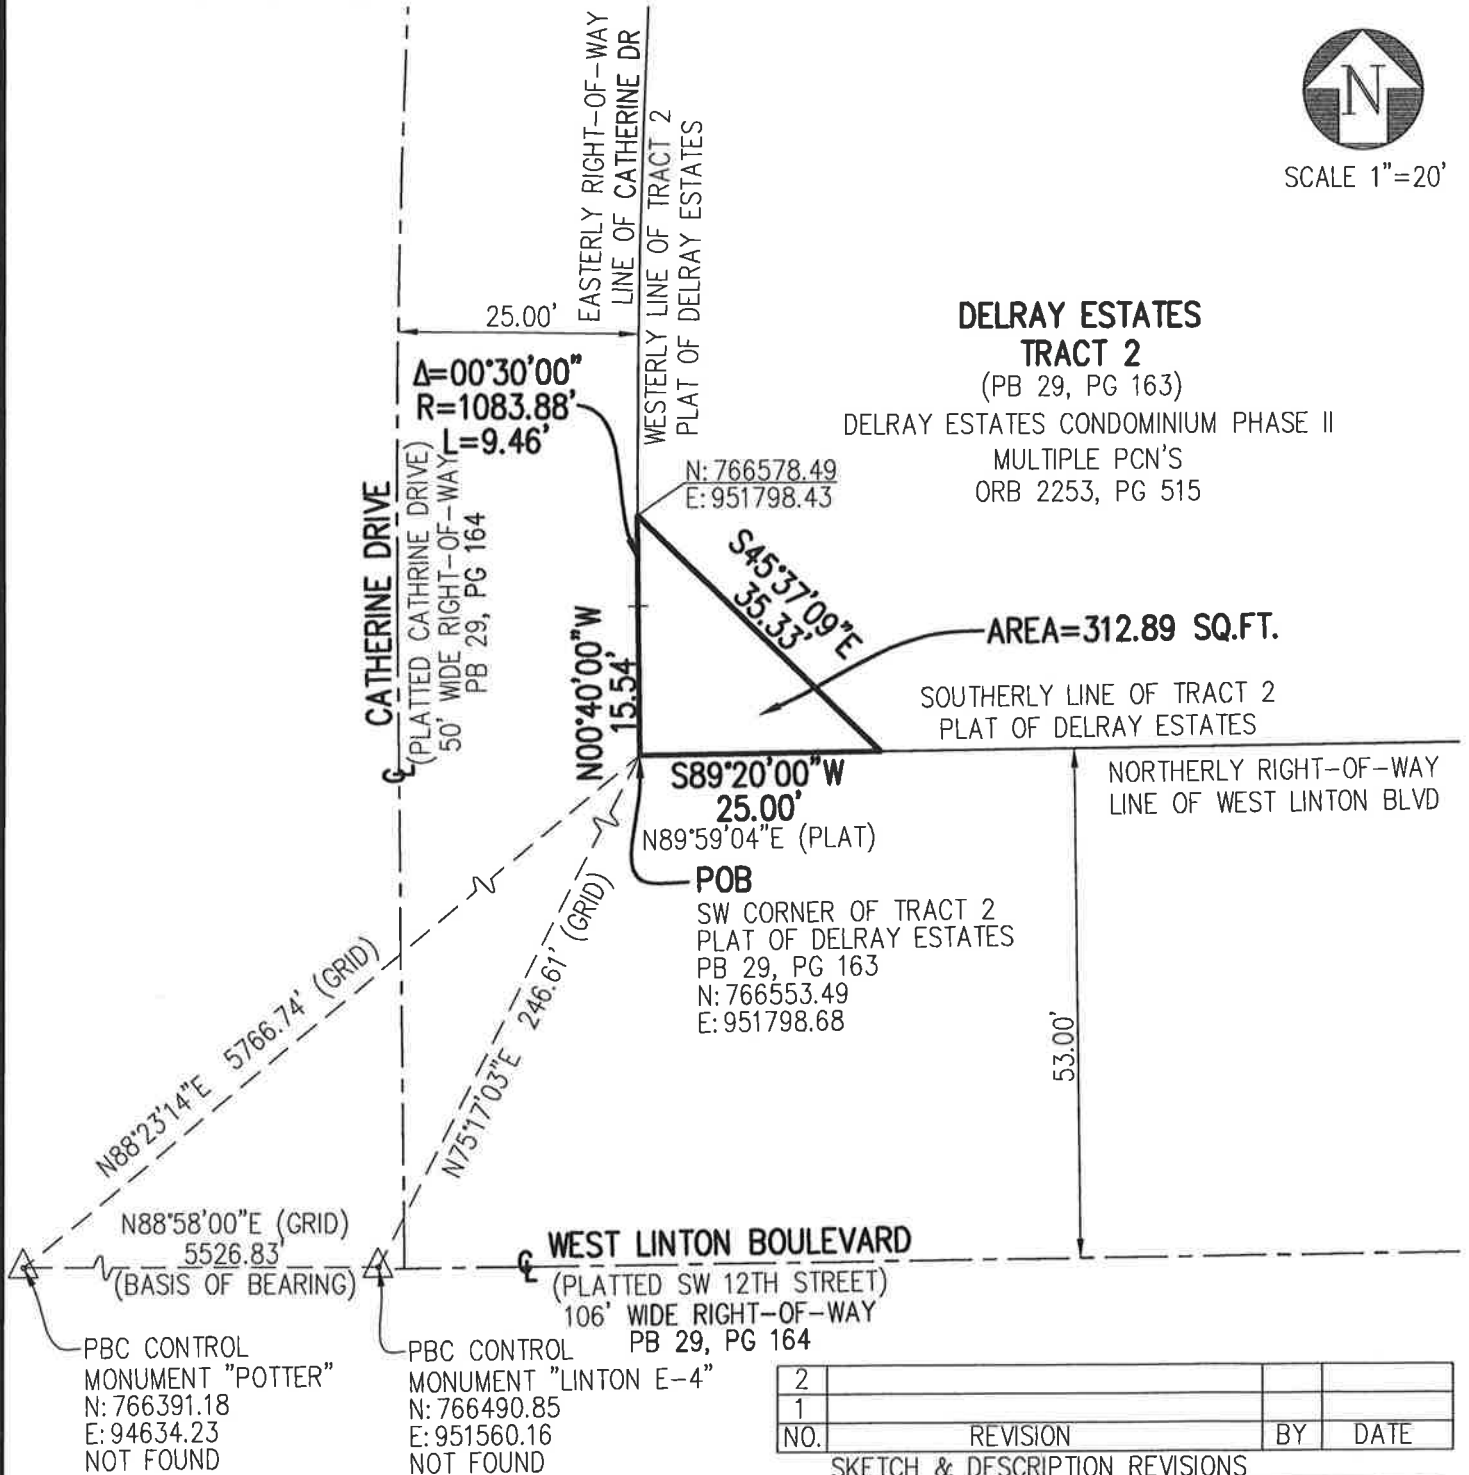 N
SCALE 1"=20'
EASTERLY RIGHT-OF-WAY
LINE OF CATHERINE DR
WESTERLY LINE OF TRACT 2
PLAT OF DELRAY ESTATES
25.00'
Δ=00°30'00"
R=1083.88'
L=9.46'
DELRAY ESTATES
TRACT 2
(PB 29, PG 163)
DELRAY ESTATES CONDOMINIUM PHASE II
MULTIPLE PCN'S
ORB 2253, PG 515
N: 766578.49
E: 951798.43
CATHERINE DRIVE
(PLATTED CATHRINE DRIVE)
50' WIDE RIGHT-OF-WAY
PB 29, PG 164
S45°37'09"E
35.33'
AREA=312.89 SQ.FT.
N00°40'00"W
15.54'
SOUTHERLY LINE OF TRACT 2
PLAT OF DELRAY ESTATES
NORTHERLY RIGHT-OF-WAY
LINE OF WEST LINTON BLVD
S89°20'00"W
25.00'
N89°59'04"E (PLAT)
POB
SW CORNER OF TRACT 2
PLAT OF DELRAY ESTATES
PB 29, PG 163
N: 766553.49
E: 951798.68
CL
53.00'
N88°23'14"E 5766.74' (GRID)
N75°17'03"E 246.61' (GRID)
N88°58'00"E (GRID)
5526.83'
(BASIS OF BEARING)
CL WEST LINTON BOULEVARD
(PLATTED SW 12TH STREET)
106' WIDE RIGHT-OF-WAY
PB 29, PG 164
PBC CONTROL
MONUMENT "POTTER"
N: 766391.18
E: 94634.23
NOT FOUND
PBC CONTROL
MONUMENT "LINTON E-4"
N: 766490.85
E: 951560.16
NOT FOUND
2
1
NO. REVISION BY DATE
SKETCH & DESCRIPTION REVISIONS